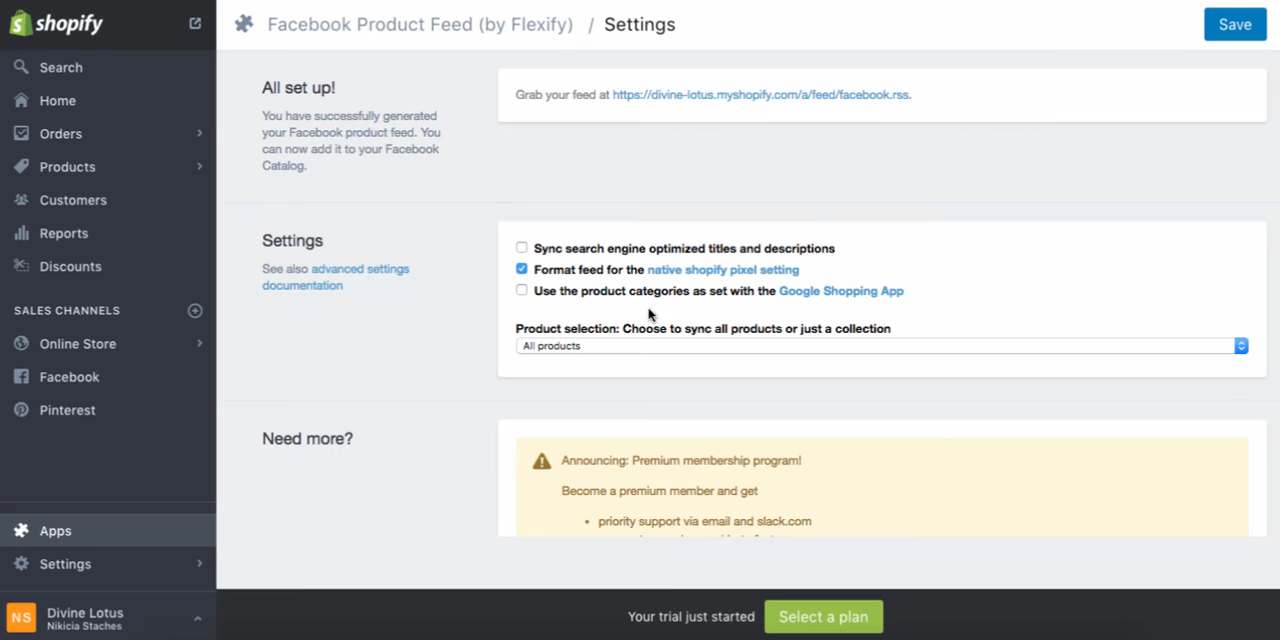 shopify
Search
Home
Orders
Products
Customers
Reports
Discounts
SALES CHANNELS
Online Store
Facebook
Pinterest
Apps
Settings
NS
Divine Lotus
Nikicia Staches
Facebook Product Feed (by Flexify) / Settings
Save
All set up!
You have successfully generated
your Facebook product feed. You
can now add it to your Facebook
Catalog.
Grab your feed at https://divine-lotus.myshopify.com/a/feed/facebook.rss.
Settings
See also advanced settings
documentation
Sync search engine optimized titles and descriptions
Format feed for the native shopify pixel setting
Use the product categories as set with the Google Shopping App
Product selection: Choose to sync all products or just a collection
All products
Need more?
Announcing: Premium membership program!
Become a premium member and get
• priority support via email and slack.com
Your trial just started
Select a plan